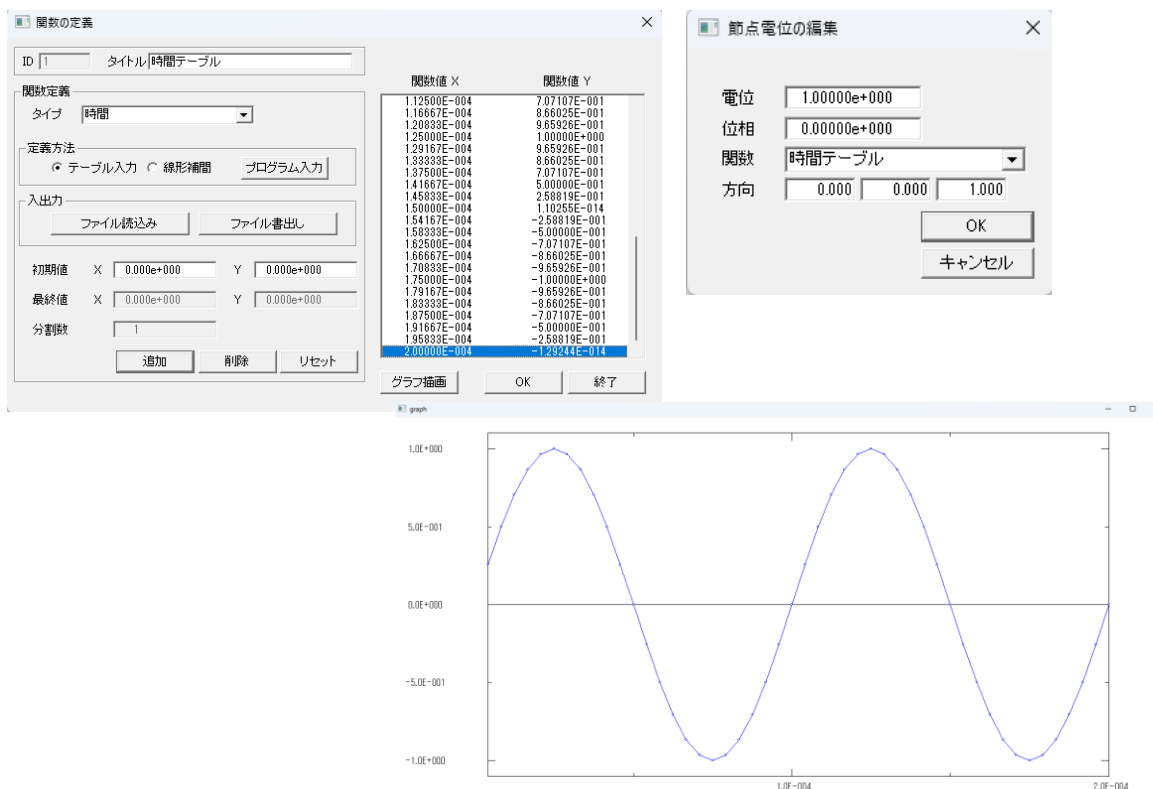 関数の定義
ID 1 タイトル 時間テーブル
関数定義
タイプ 時間
定義方法
テーブル入力 線形補間 プログラム入力
入出力
ファイル読込み ファイル書出し
初期値 X 0.000e+000 Y 0.000e+000
最終値 X 0.000e+000 Y 0.000e+000
分割数 1
追加 削除 リセット
関数値 X 関数値 Y
1.12500E-004 7.07107E-001
1.16667E-004 8.66025E-001
1.20833E-004 9.65926E-001
1.25000E-004 1.00000E+000
1.29167E-004 9.65926E-001
1.33333E-004 8.66025E-001
1.37500E-004 7.07107E-001
1.41667E-004 5.00000E-001
1.45833E-004 2.58819E-001
1.50000E-004 1.10255E-014
1.54167E-004 -2.58819E-001
1.58333E-004 -5.00000E-001
1.62500E-004 -7.07107E-001
1.66667E-004 -8.66025E-001
1.70833E-004 -9.65926E-001
1.75000E-004 -1.00000E+000
1.79167E-004 -9.65926E-001
1.83333E-004 -8.66025E-001
1.87500E-004 -7.07107E-001
1.91667E-004 -5.00000E-001
1.95833E-004 -2.58819E-001
2.00000E-004 -1.29244E-014
グラフ描画 OK 終了
節点電位の編集
電位 1.00000e+000
位相 0.00000e+000
関数 時間テーブル
方向 0.000 0.000 1.000
OK
キャンセル
graph
1.0E+000
5.0E-001
0.0E+000
-5.0E-001
-1.0E+000
1.0E-004 2.0E-004